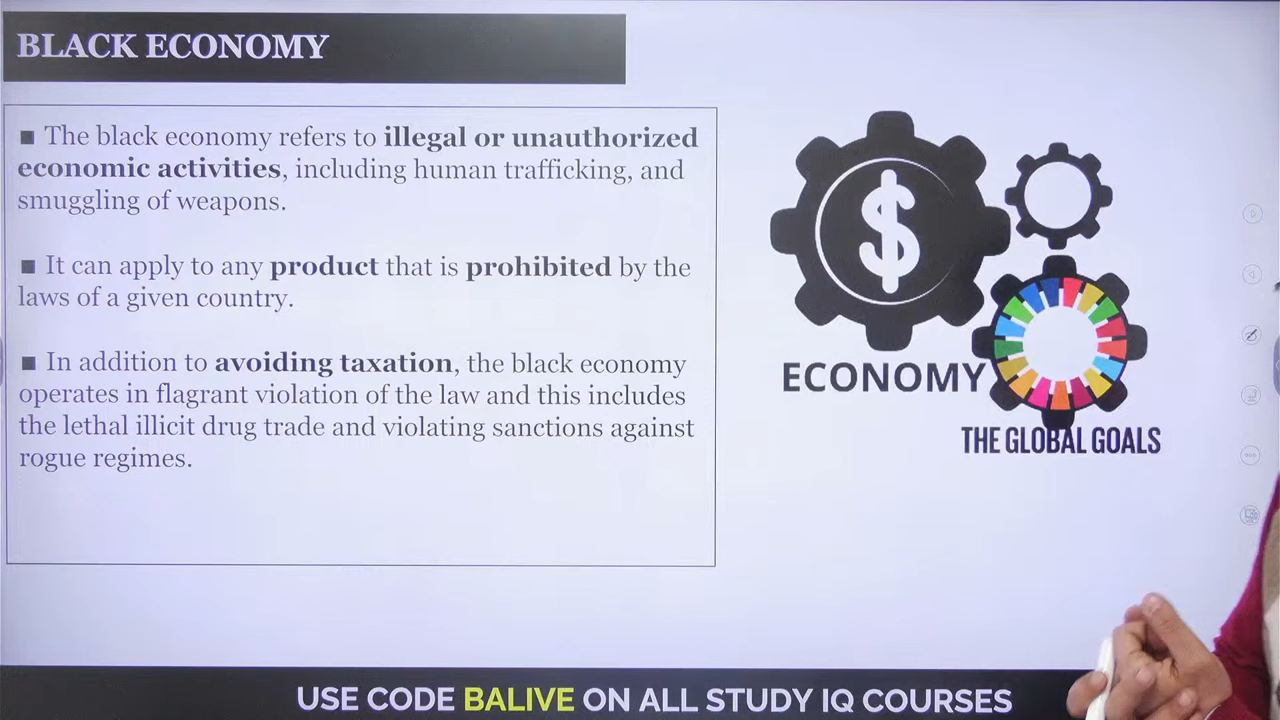 BLACK ECONOMY
■ The black economy refers to illegal or unauthorized
economic activities, including human trafficking, and
smuggling of weapons.
■ It can apply to any product that is prohibited by the
laws of a given country.
■ In addition to avoiding taxation, the black economy
operates in flagrant violation of the law and this includes
the lethal illicit drug trade and violating sanctions against
rogue regimes.
$
ECONOMY
THE GLOBAL GOALS
USE CODE BALIVE ON ALL STUDY IQ COURSES